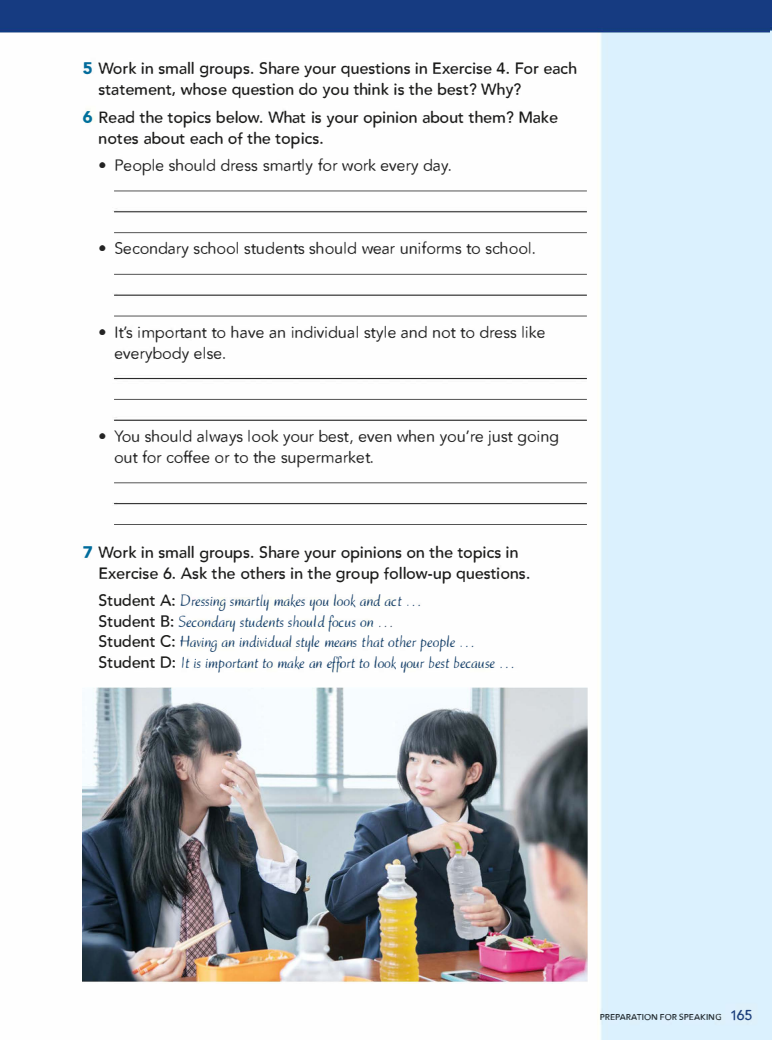 5 Work in small groups. Share your questions in Exercise 4. For each
statement, whose question do you think is the best? Why?
6 Read the topics below. What is your opinion about them? Make
notes about each of the topics.
• People should dress smartly for work every day.
• Secondary school students should wear uniforms to school.
• It's important to have an individual style and not to dress like
everybody else.
• You should always look your best, even when you're just going
out for coffee or to the supermarket.
7 Work in small groups. Share your opinions on the topics in
Exercise 6. Ask the others in the group follow-up questions.
Student A: Dressing smartly makes you look and act ...
Student B: Secondary students should focus on ...
Student C: Having an individual style means that other people ...
Student D: It is important to make an effort to look your best because ...
PREPARATION FOR SPEAKING 165